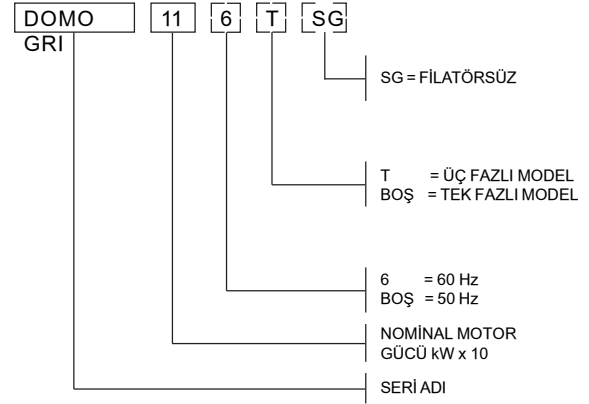 DOMO GRI 11 6 T SG
SG = FİLATÖRSÜZ
T = ÜÇ FAZLI MODEL
BOŞ = TEK FAZLI MODEL
6 = 60 Hz
BOŞ = 50 Hz
NOMİNAL MOTOR
GÜCÜ kW x 10
SERİ ADI